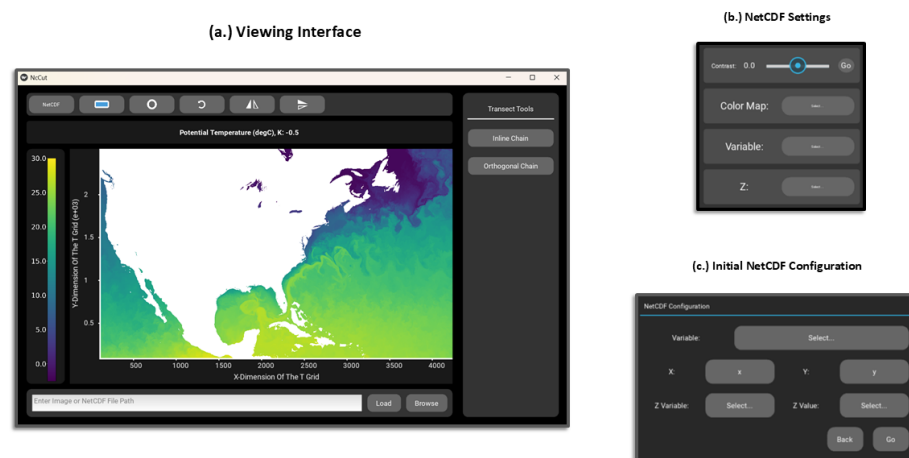 (a.) Viewing Interface
NcCut
NetCDF
Potential Temperature (degC), K: -0.5
30.0
25.0
20.0
15.0
10.0
5.0
0.0
Y-Dimension Of The T Grid (e+03)
2
1.5
1
0.5
500 1000 1500 2000 2500 3000 3500 4000
X-Dimension Of The T Grid
Transect Tools
Inline Chain
Orthogonal Chain
Enter Image or NetCDF File Path
Load
Browse
(b.) NetCDF Settings
Contrast: 0.0 Go
Color Map: Select...
Variable: Select...
Z: Select...
(c.) Initial NetCDF Configuration
NetCDF Configuration
Variable: Select...
X: x Y: y
Z Variable: Select... Z Value: Select...
Back Go